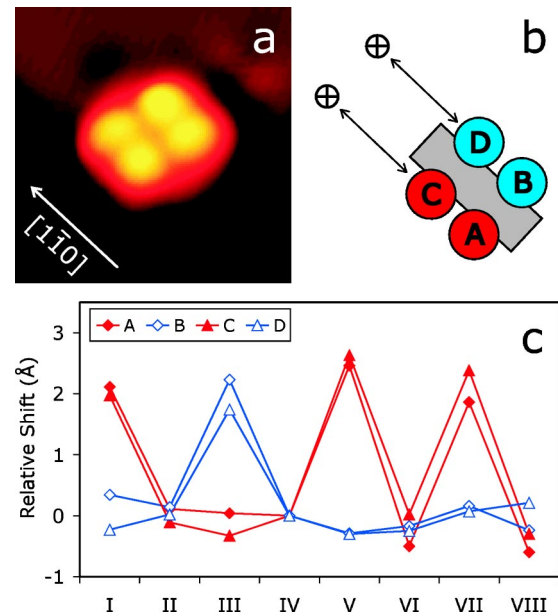 a
[11̄0]
b
D
B
C
A
c
A B C D
Relative Shift (Å)
3
2
1
0
-1
I II III IV V VI VII VIII